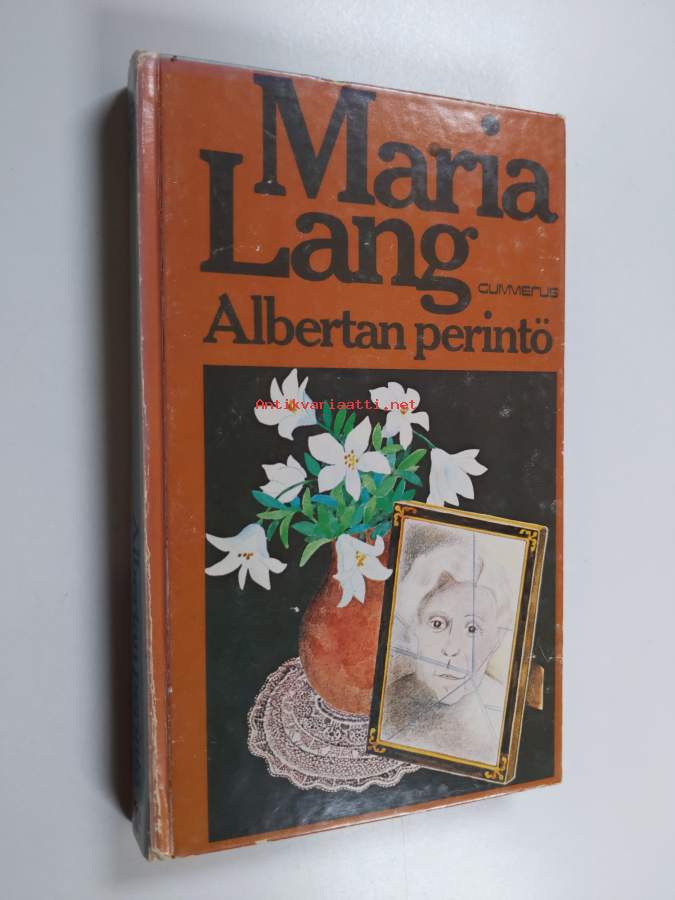 Maria
Lang
GUMMERUS
Albertan perintö
Antikvariaatti.net